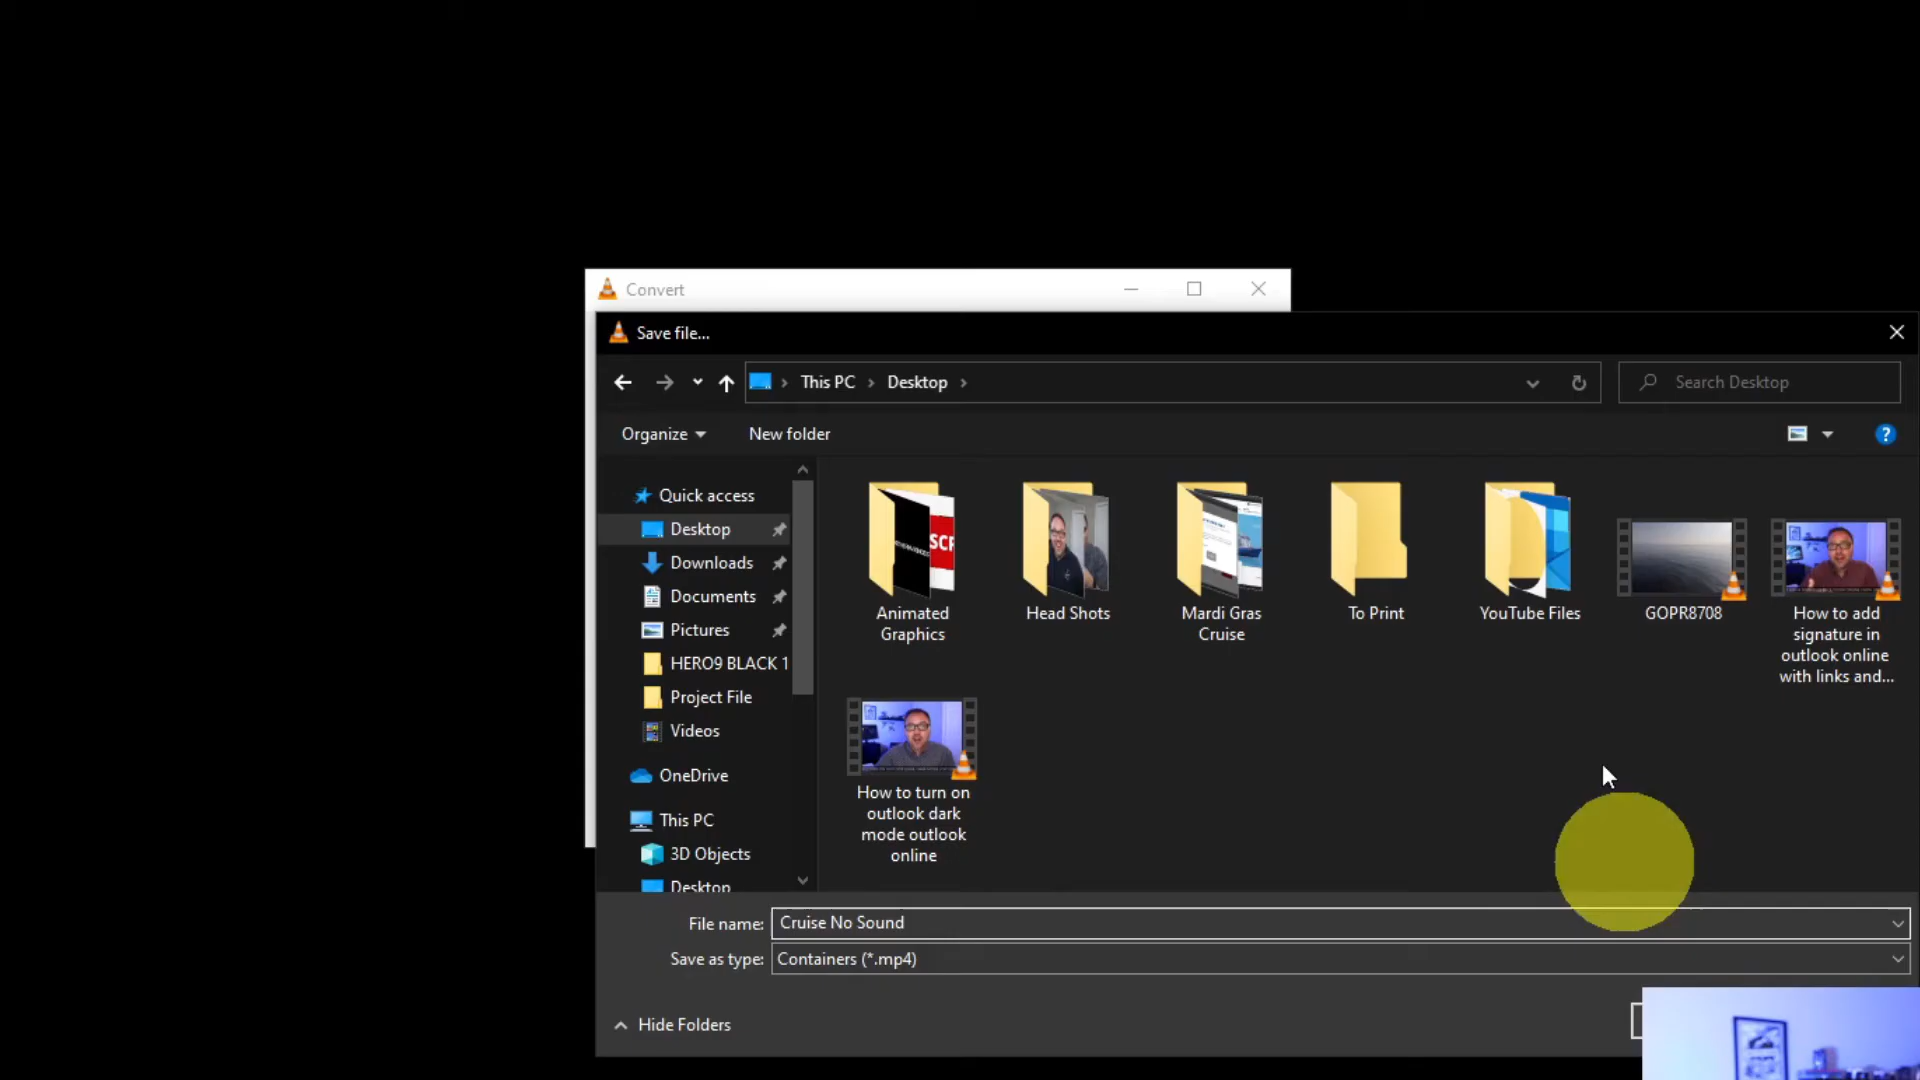 Convert
Save file...
This PC
Desktop
Search Desktop
Organize
New folder
Quick access
Desktop
Downloads
Documents
Pictures
HERO9 BLACK 1
Project File
Videos
OneDrive
This PC
3D Objects
Desktop
SCR
Animated
Graphics
Head Shots
Mardi Gras
Cruise
To Print
YouTube Files
GOPR8708
How to add
signature in
outlook online
with links and...
How to turn on
outlook dark
mode outlook
online
File name: Cruise No Sound
Save as type: Containers (*.mp4)
Hide Folders